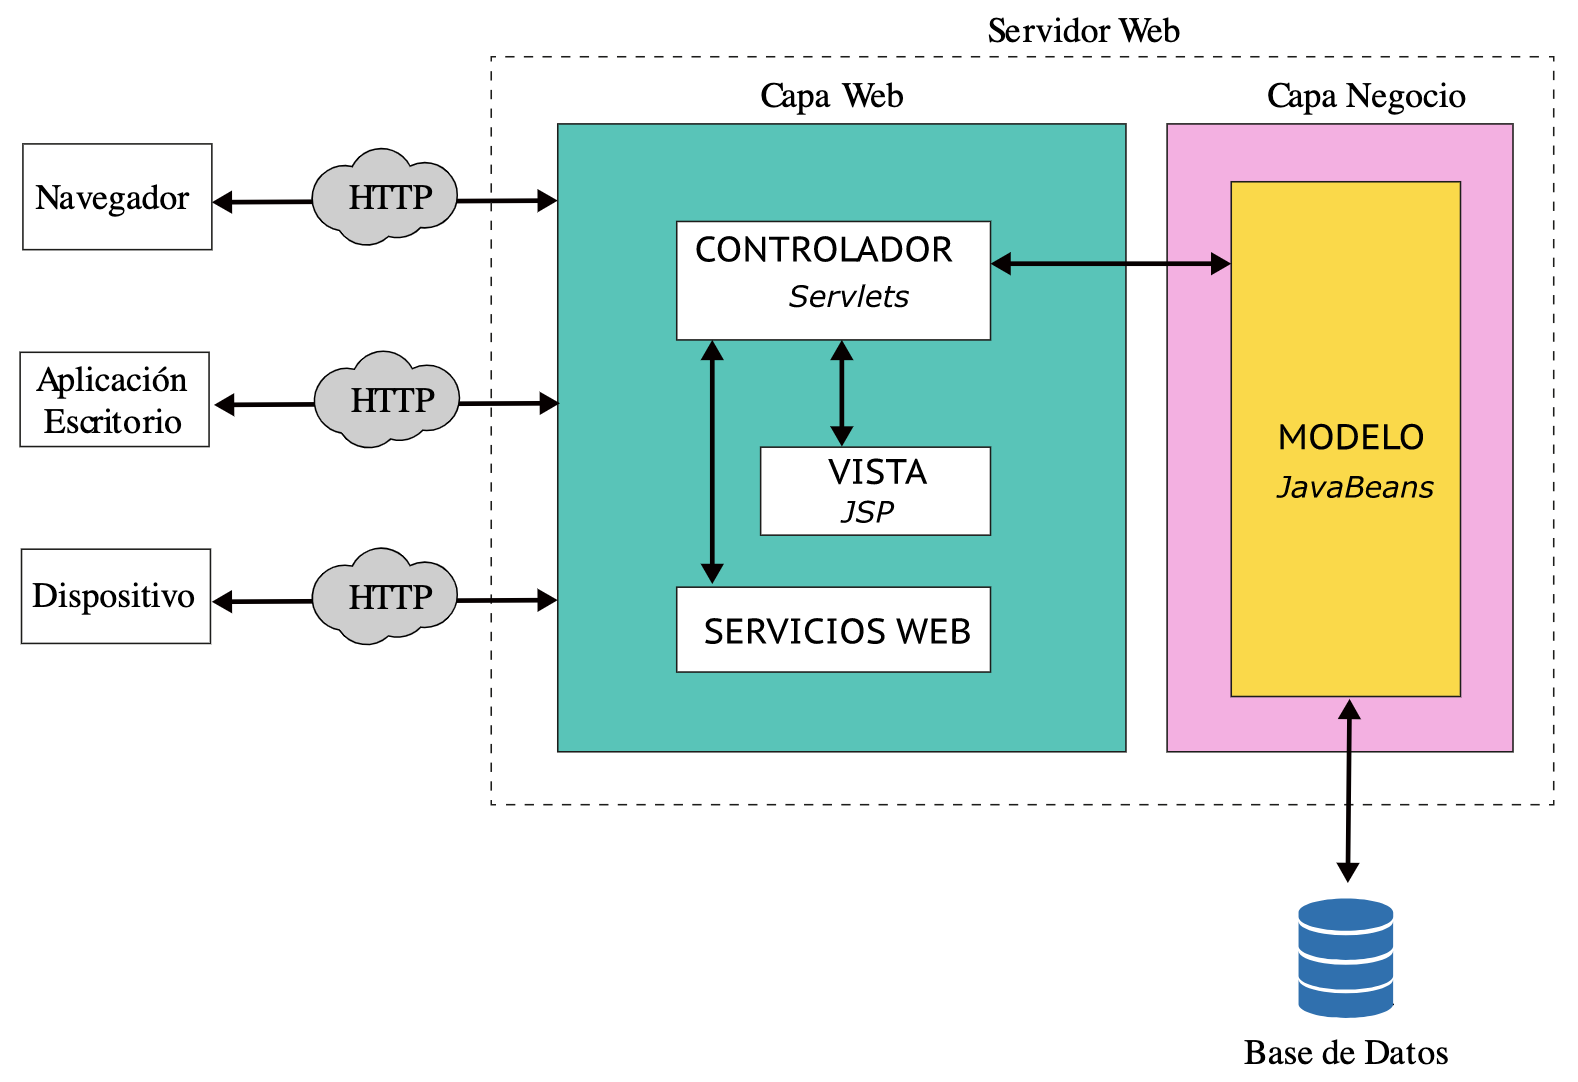 Servidor Web
Capa Web
Capa Negocio
Navegador
HTTP
CONTROLADOR
Servlets
Aplicación
Escritorio
HTTP
VISTA
JSP
MODELO
JavaBeans
Dispositivo
HTTP
SERVICIOS WEB
Base de Datos